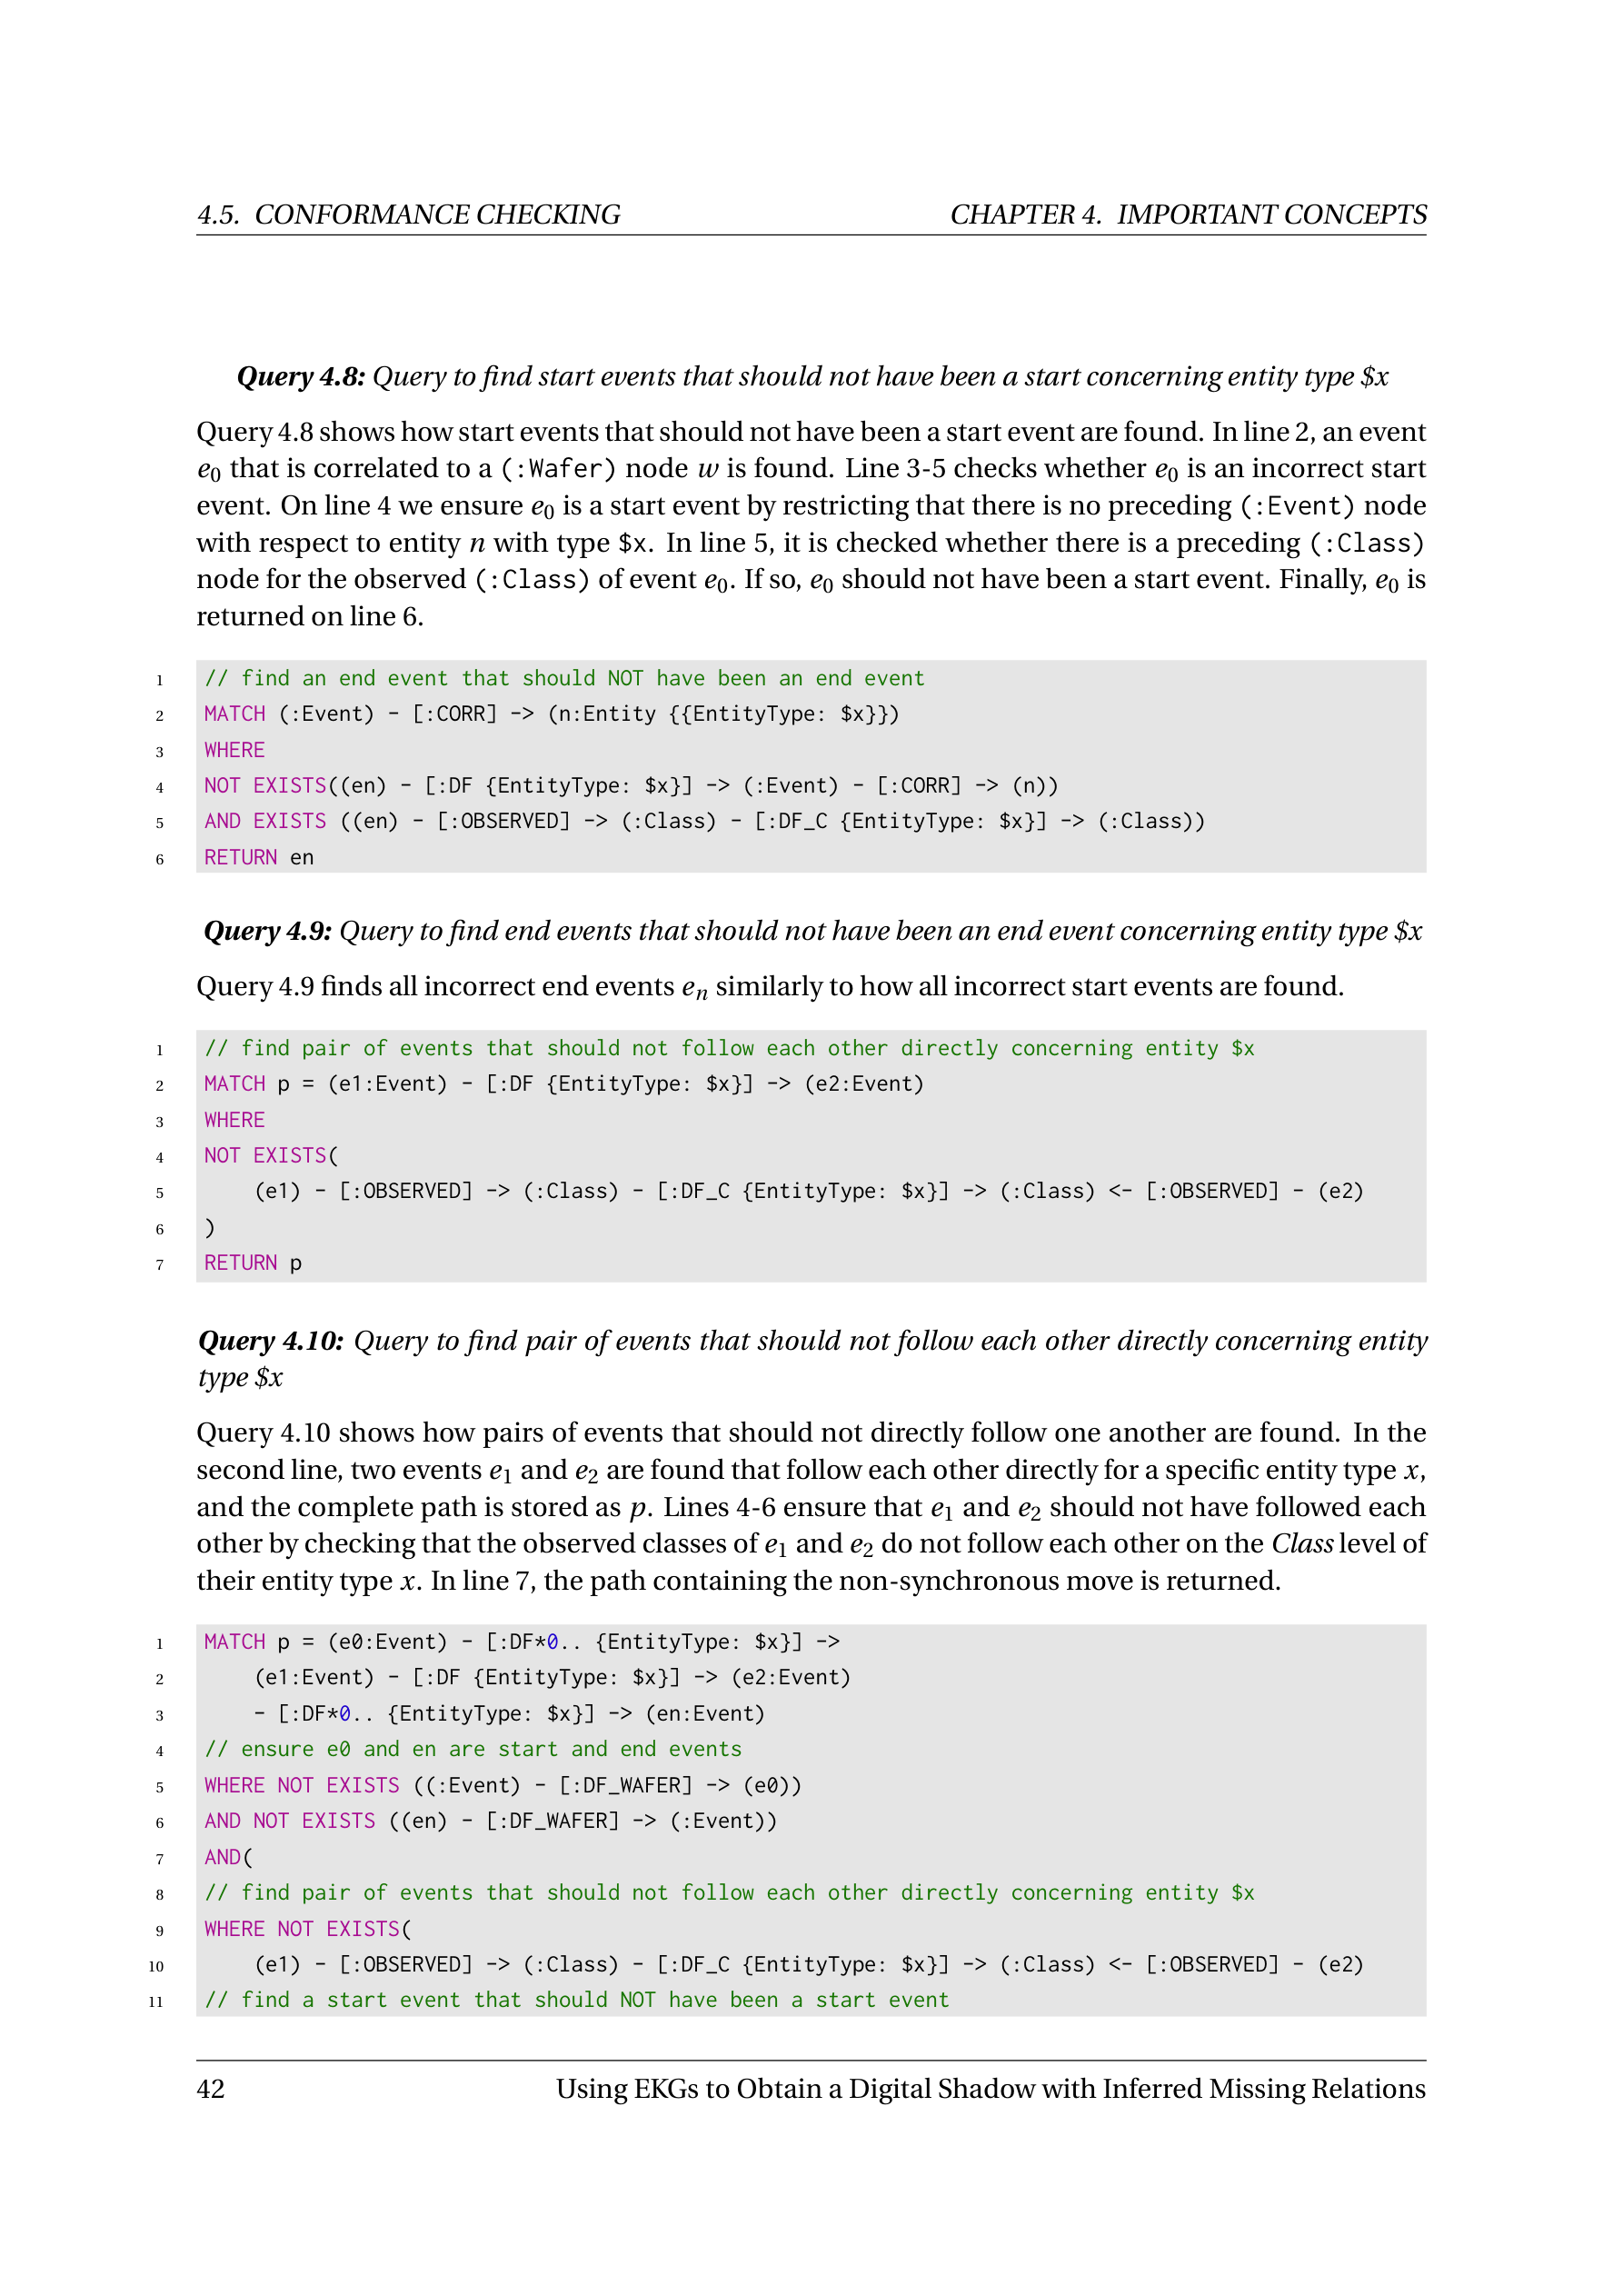 4.5. CONFORMANCE CHECKING CHAPTER 4. IMPORTANT CONCEPTS
Query 4.8: Query to find start events that should not have been a start concerning entity type $x
Query 4.8 shows how start events that should not have been a start event are found. In line 2, an event
e0 that is correlated to a (:Wafer) node w is found. Line 3-5 checks whether e0 is an incorrect start
event. On line 4 we ensure e0 is a start event by restricting that there is no preceding (:Event) node
with respect to entity n with type $x. In line 5, it is checked whether there is a preceding (:Class)
node for the observed (:Class) of event e0. If so, e0 should not have been a start event. Finally, e0 is
returned on line 6.
1 // find an end event that should NOT have been an end event
2 MATCH (:Event) - [:CORR] -> (n:Entity {{EntityType: $x}})
3 WHERE
4 NOT EXISTS((en) - [:DF {EntityType: $x}] -> (:Event) - [:CORR] -> (n))
5 AND EXISTS ((en) - [:OBSERVED] -> (:Class) - [:DF_C {EntityType: $x}] -> (:Class))
6 RETURN en
Query 4.9: Query to find end events that should not have been an end event concerning entity type $x
Query 4.9 finds all incorrect end events en similarly to how all incorrect start events are found.
1 // find pair of events that should not follow each other directly concerning entity $x
2 MATCH p = (e1:Event) - [:DF {EntityType: $x}] -> (e2:Event)
3 WHERE
4 NOT EXISTS(
5 (e1) - [:OBSERVED] -> (:Class) - [:DF_C {EntityType: $x}] -> (:Class) <- [:OBSERVED] - (e2)
6 )
7 RETURN p
Query 4.10: Query to find pair of events that should not follow each other directly concerning entity
type $x
Query 4.10 shows how pairs of events that should not directly follow one another are found. In the
second line, two events e1 and e2 are found that follow each other directly for a specific entity type x,
and the complete path is stored as p. Lines 4-6 ensure that e1 and e2 should not have followed each
other by checking that the observed classes of e1 and e2 do not follow each other on the Class level of
their entity type x. In line 7, the path containing the non-synchronous move is returned.
1 MATCH p = (e0:Event) - [:DF*0.. {EntityType: $x}] ->
2 (e1:Event) - [:DF {EntityType: $x}] -> (e2:Event)
3 - [:DF*0.. {EntityType: $x}] -> (en:Event)
4 // ensure e0 and en are start and end events
5 WHERE NOT EXISTS ((:Event) - [:DF_WAFER] -> (e0))
6 AND NOT EXISTS ((en) - [:DF_WAFER] -> (:Event))
7 AND(
8 // find pair of events that should not follow each other directly concerning entity $x
9 WHERE NOT EXISTS(
10 (e1) - [:OBSERVED] -> (:Class) - [:DF_C {EntityType: $x}] -> (:Class) <- [:OBSERVED] - (e2)
11 // find a start event that should NOT have been a start event
42 Using EKGs to Obtain a Digital Shadow with Inferred Missing Relations